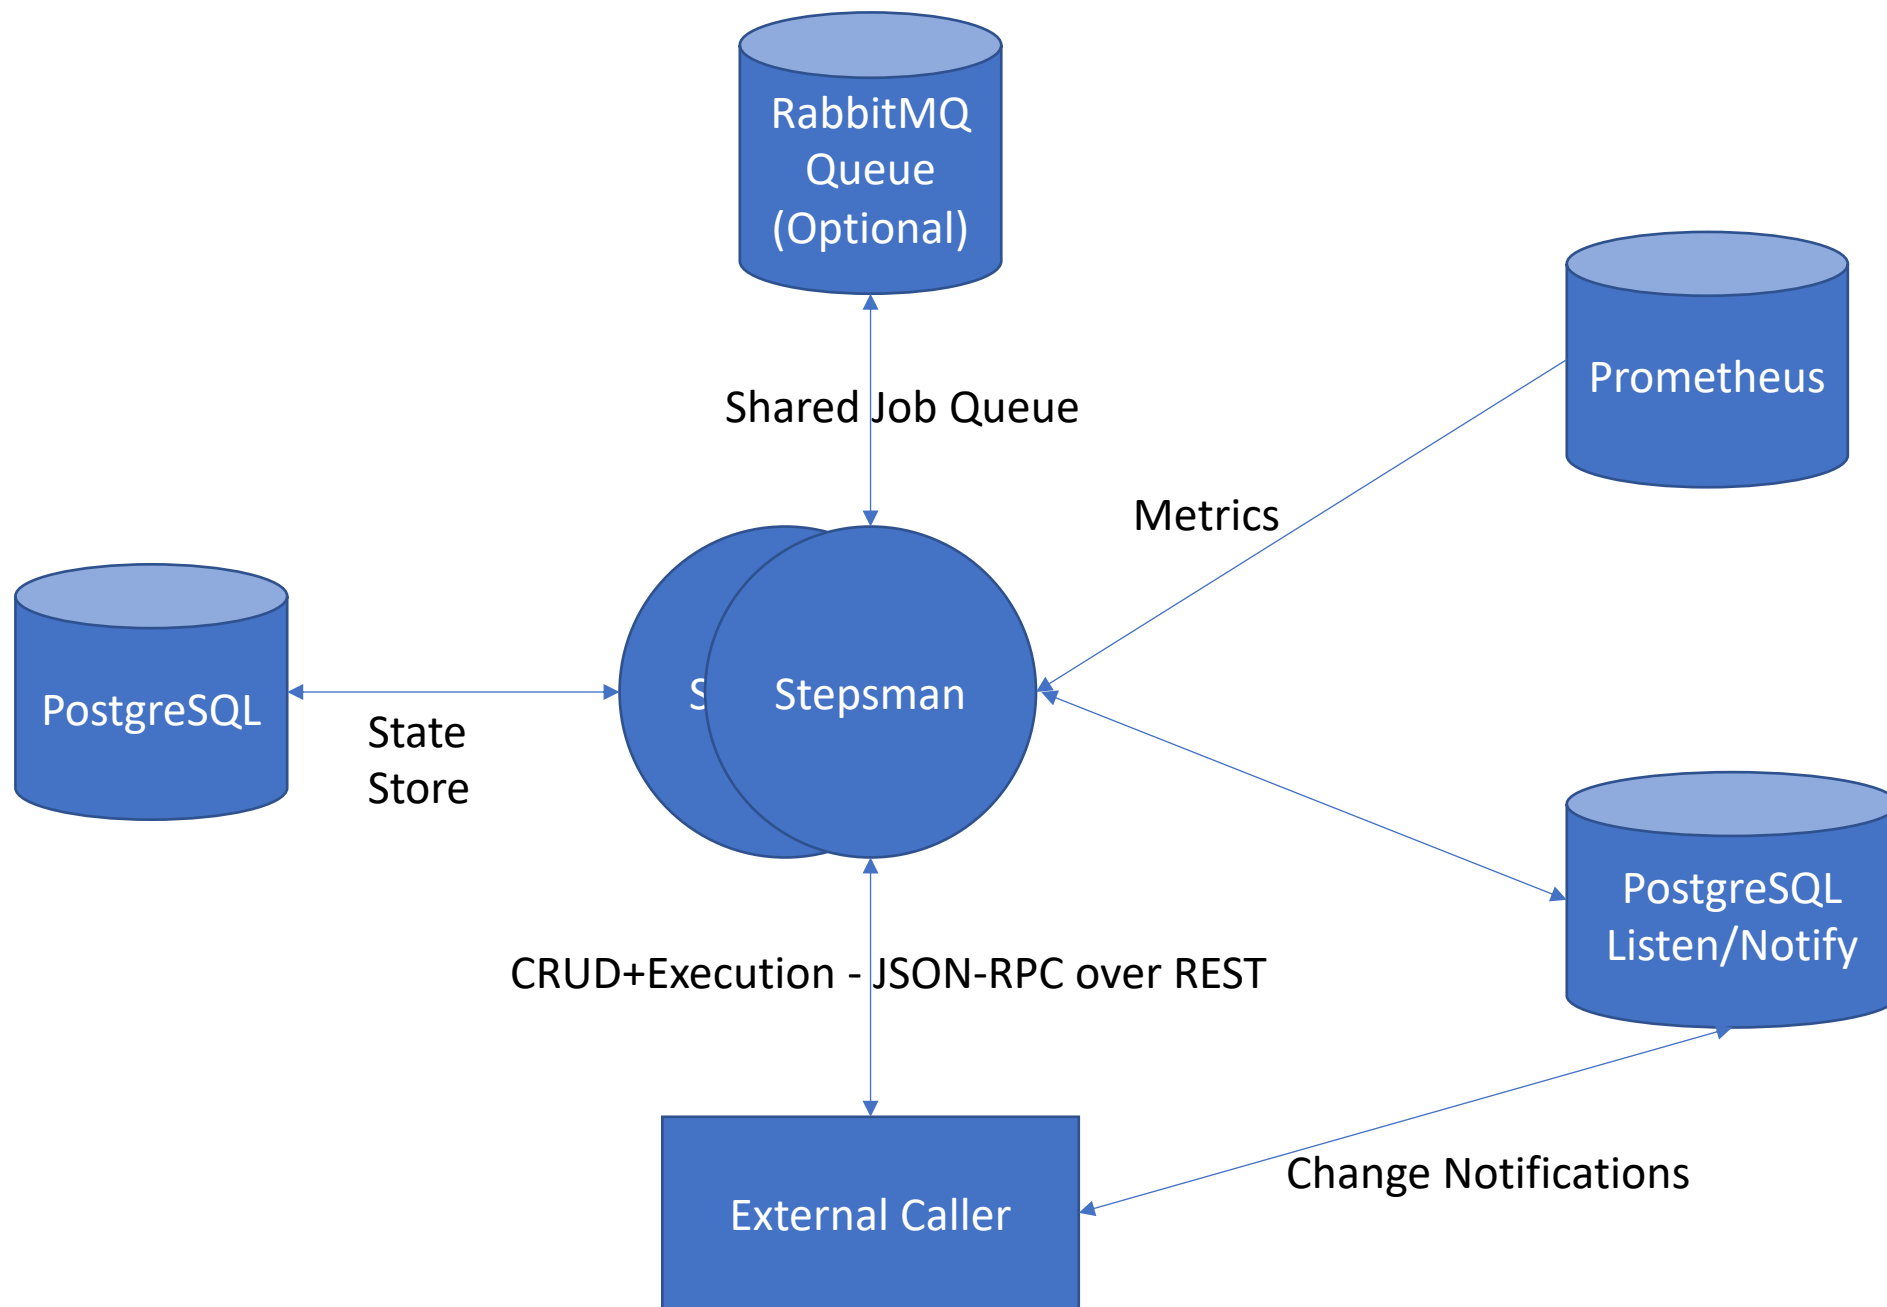 RabbitMQ
Queue
(Optional)
Prometheus
Shared Job Queue
Metrics
PostgreSQL
State
Store
S
Stepsman
PostgreSQL
Listen/Notify
CRUD+Execution - JSON-RPC over REST
Change Notifications
External Caller